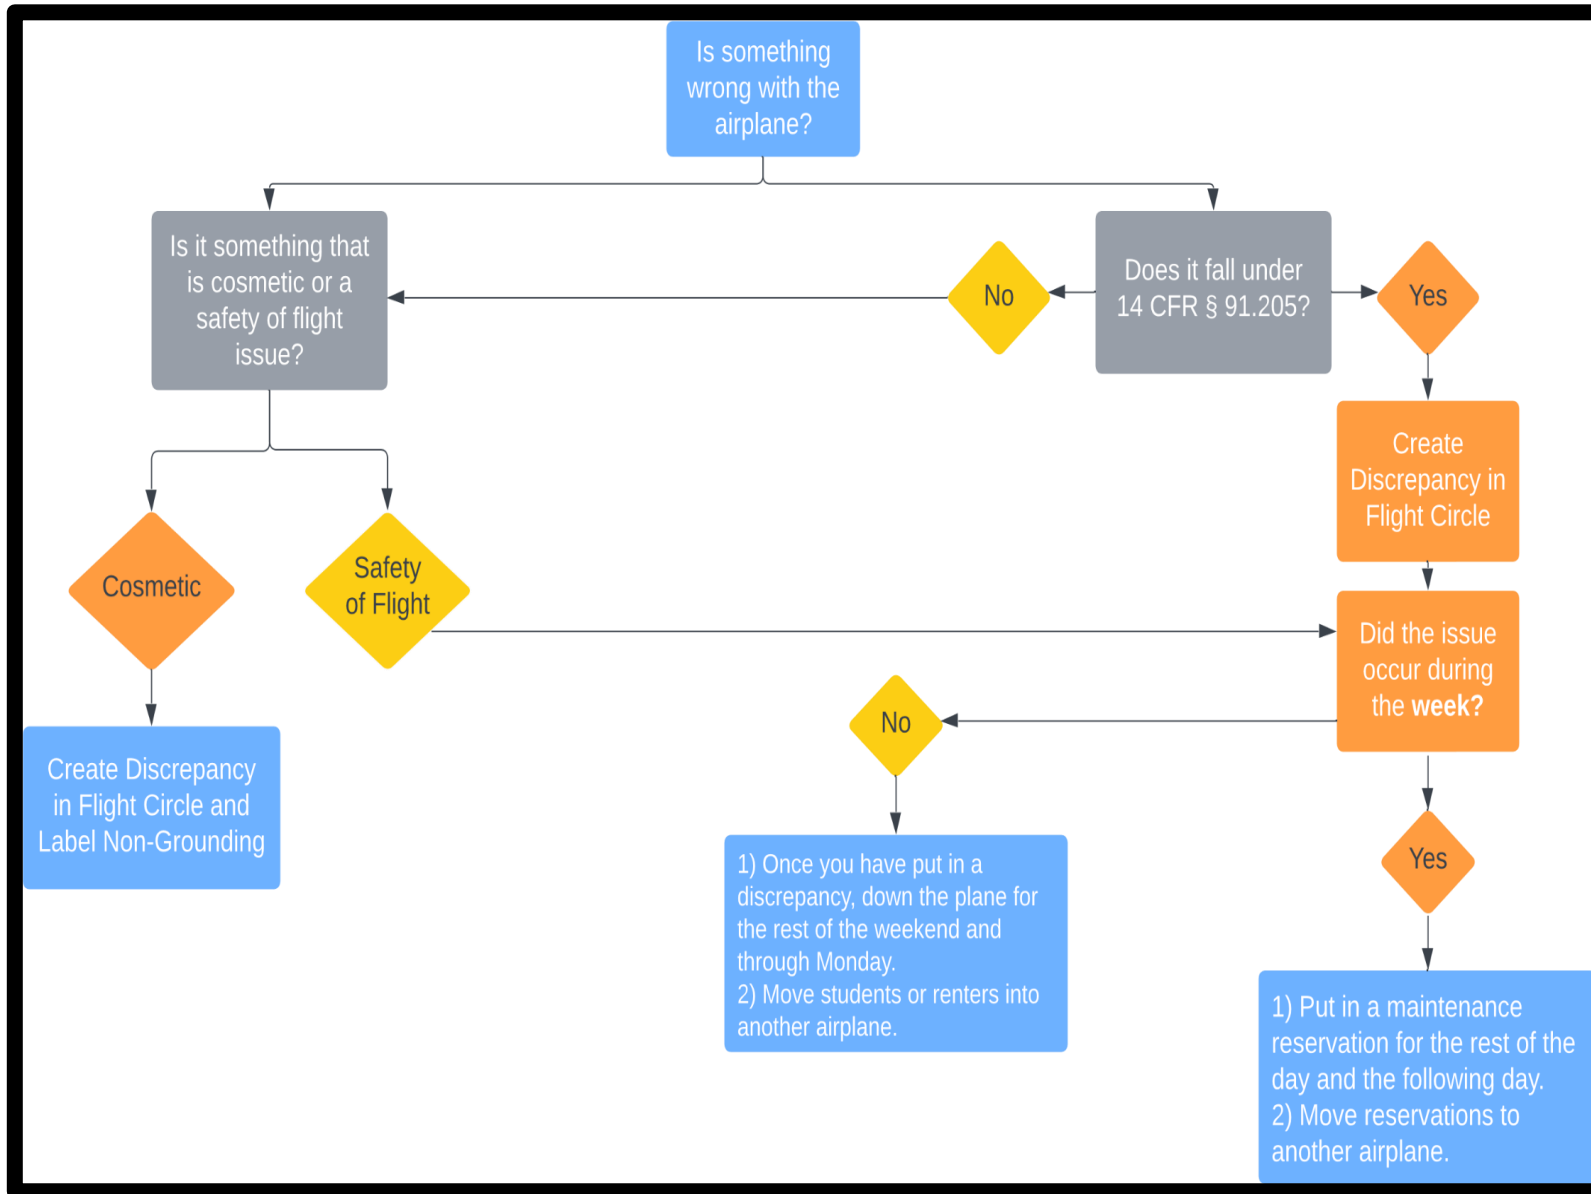 Is something
wrong with the
airplane?
Is it something that
is cosmetic or a
safety of flight
issue?
No
Does it fall under
14 CFR § 91.205?
Yes
Create
Discrepancy in
Flight Circle
Cosmetic
Safety
of Flight
Did the issue
occur during
the week?
No
Create Discrepancy
in Flight Circle and
Label Non-Grounding
1) Once you have put in a
discrepancy, down the plane for
the rest of the weekend and
through Monday.
2) Move students or renters into
another airplane.
Yes
1) Put in a maintenance
reservation for the rest of the
day and the following day.
2) Move reservations to
another airplane.